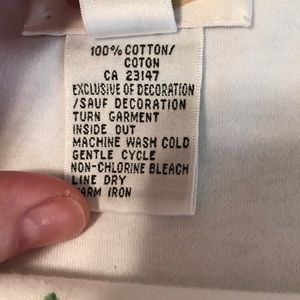 100% COTTON/
COTON
CA 23147
EXCLUSIVE OF DECORATION
/SAUF DECORATION
TURN GARMENT
INSIDE OUT
MACHINE WASH COLD
GENTLE CYCLE
NON-CHLORINE BLEACH
LINE DRY
WARM IRON